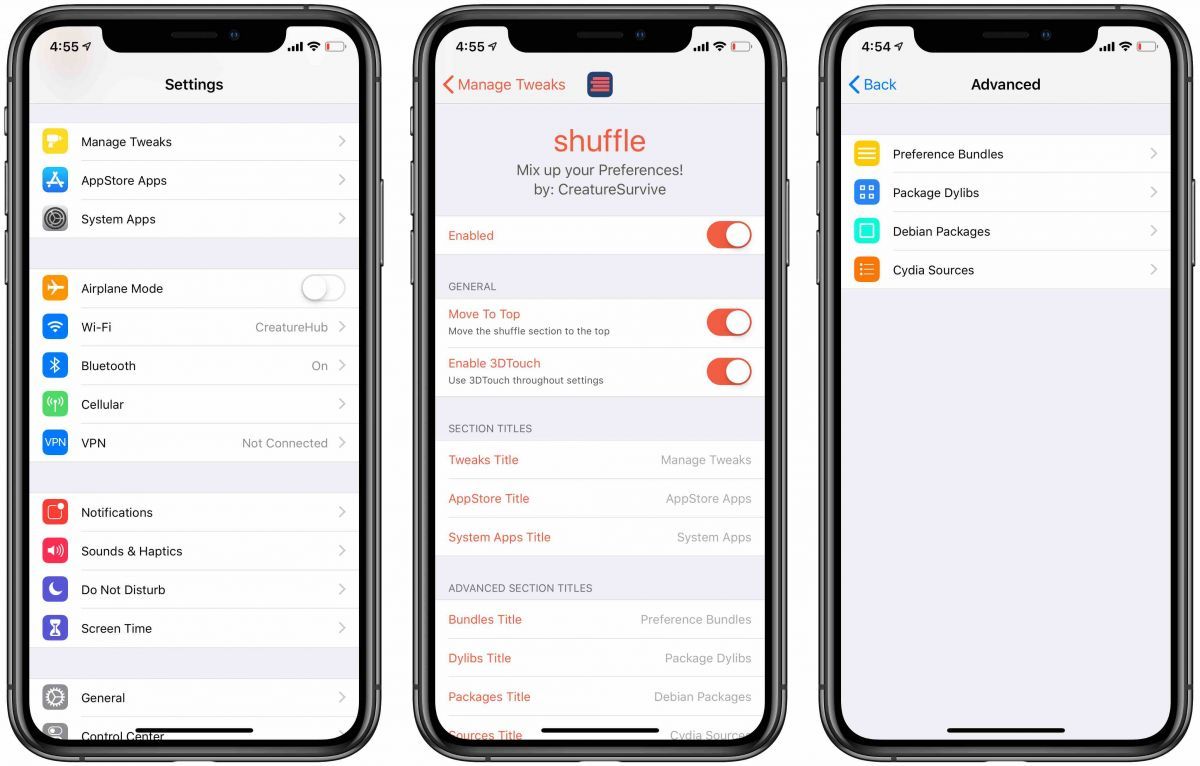 4:55
Settings
Manage Tweaks
AppStore Apps
System Apps
Airplane Mode
Wi-Fi CreatureHub
Bluetooth On
Cellular
VPN VPN Not Connected
Notifications
Sounds & Haptics
Do Not Disturb
Screen Time
General
Control Center
4:55
Manage Tweaks
shuffle
Mix up your Preferences!
by: CreatureSurvive
Enabled
GENERAL
Move To Top
Move the shuffle section to the top
Enable 3DTouch
Use 3DTouch throughout settings
SECTION TITLES
Tweaks Title Manage Tweaks
AppStore Title AppStore Apps
System Apps Title System Apps
ADVANCED SECTION TITLES
Bundles Title Preference Bundles
Dylibs Title Package Dylibs
Packages Title Debian Packages
Sources Title Cydia Sources
4:54
Back Advanced
Preference Bundles
Package Dylibs
Debian Packages
Cydia Sources